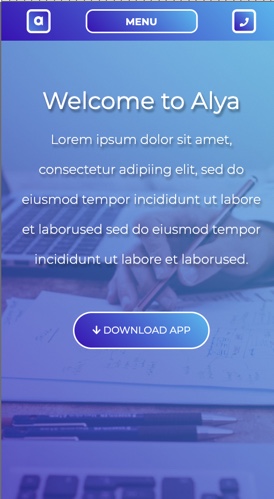 a MENU
Welcome to Alya
Lorem ipsum dolor sit amet,
consectetur adipiing elit, sed do
eiusmod tempor incididunt ut labore
et laborused sed do eiusmod tempor
incididunt ut labore et laborused.
DOWNLOAD APP